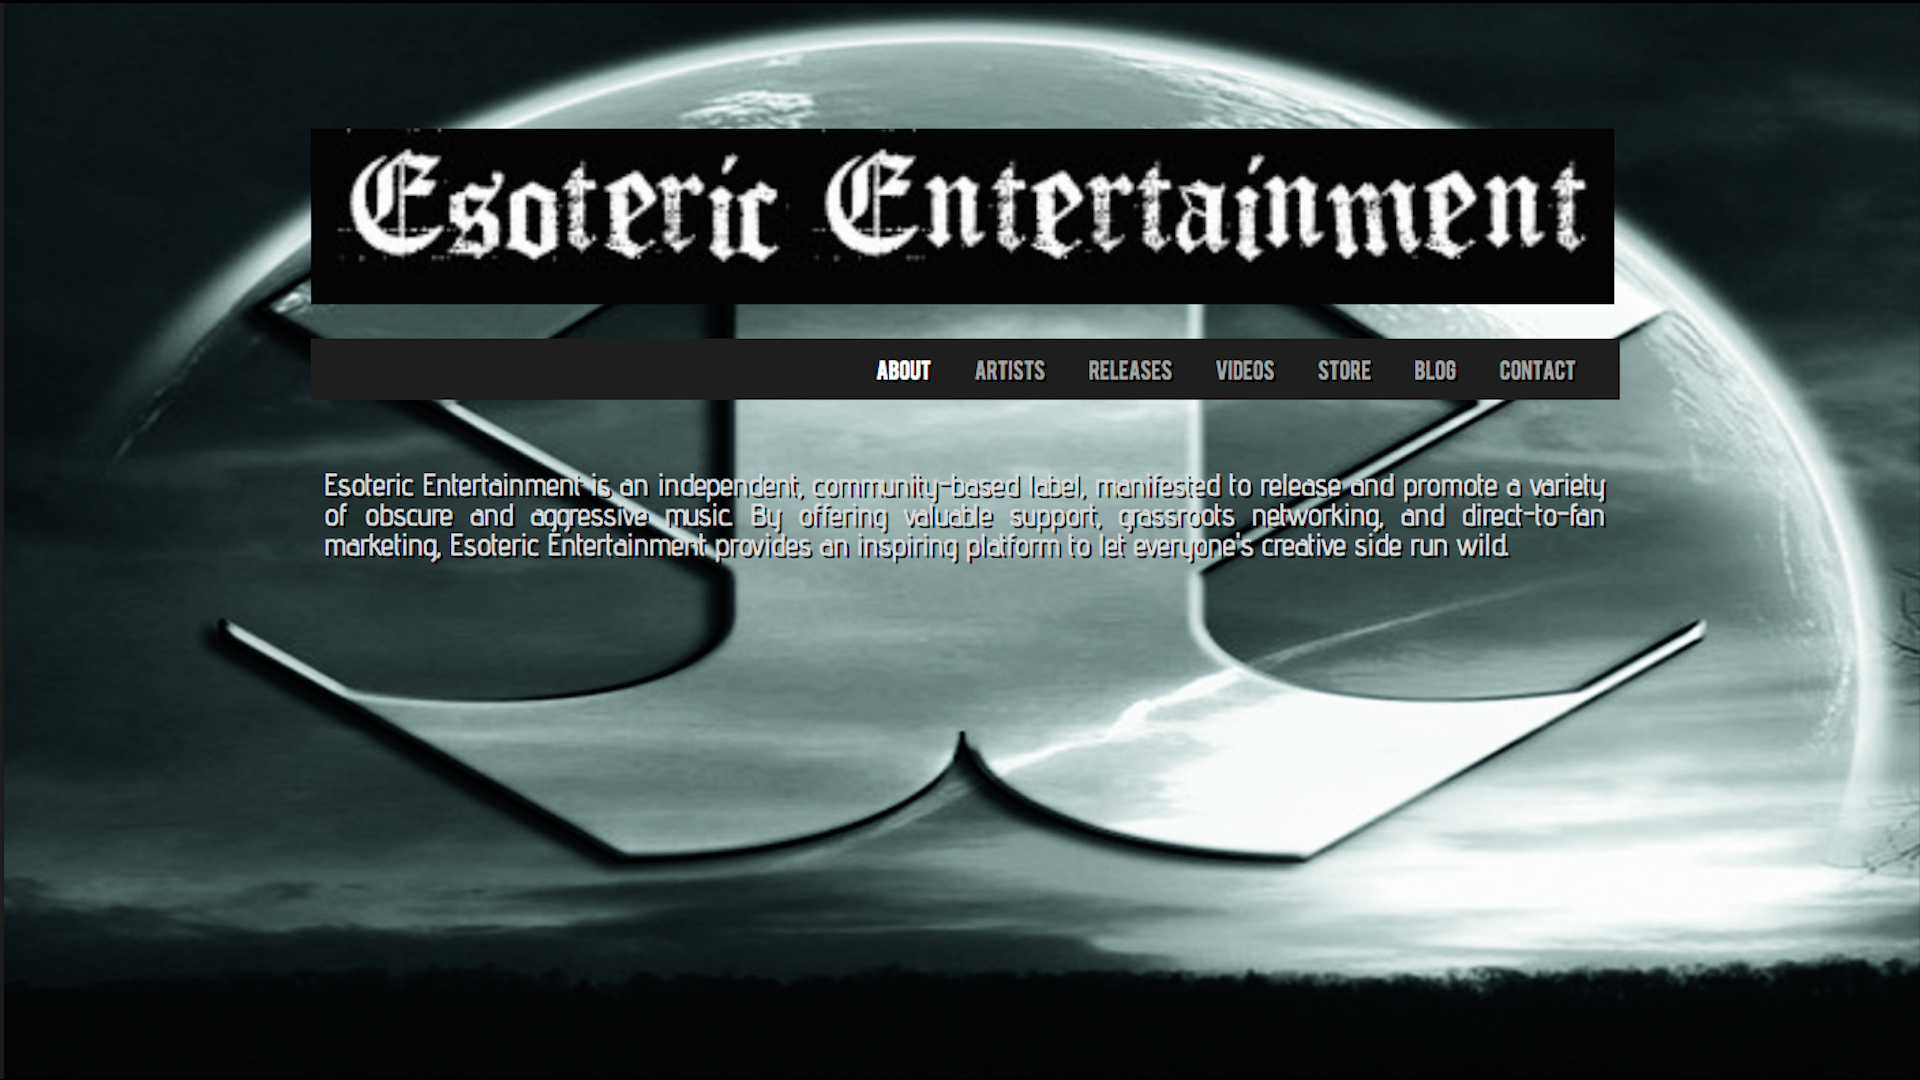 Esoteric Entertainment
ABOUT ARTISTS RELEASES VIDEOS STORE BLOG CONTACT
Esoteric Entertainment is an independent, community-based label, manifested to release and promote a variety
of obscure and aggressive music. By offering valuable support, grassroots networking, and direct-to-fan
marketing, Esoteric Entertainment provides an inspiring platform to let everyone's creative side run wild.